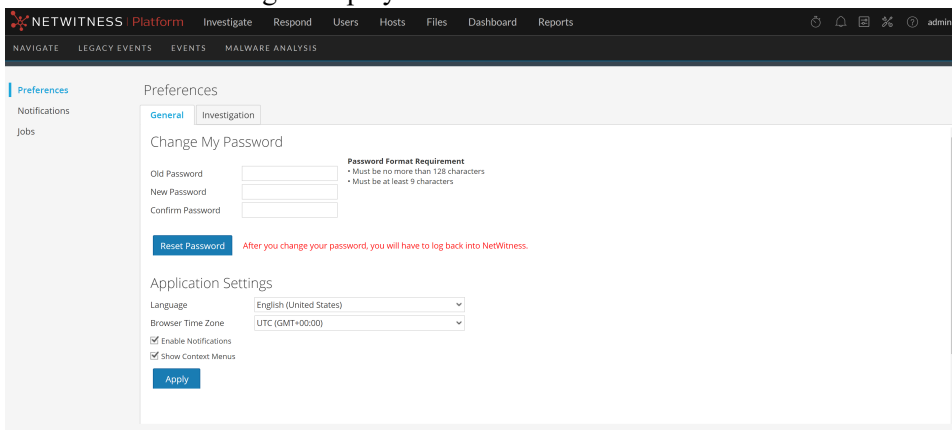 NETWITNESS Platform Investigate Respond Users Hosts Files Dashboard Reports admin
NAVIGATE LEGACY EVENTS EVENTS MALWARE ANALYSIS
Preferences
Notifications
Jobs
Preferences
General Investigation
Change My Password
Old Password
New Password
Confirm Password
Password Format Requirement
• Must be no more than 128 characters
• Must be at least 9 characters
Reset Password After you change your password, you will have to log back into NetWitness.
Application Settings
Language English (United States)
Browser Time Zone UTC (GMT+00:00)
Enable Notifications
Show Context Menus
Apply